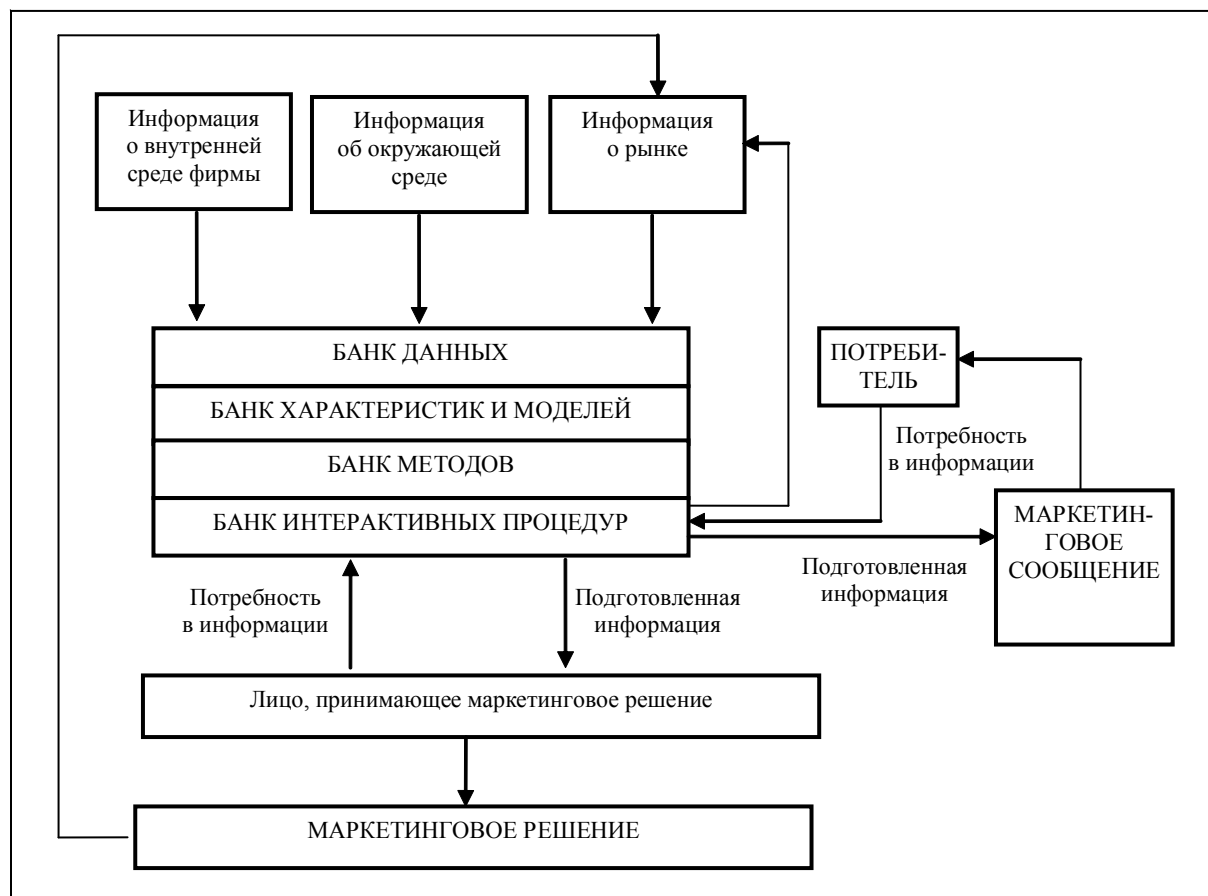 Информация
о внутренней
среде фирмы
Информация
об окружающей
среде
Информация
о рынке
БАНК ДАННЫХ
БАНК ХАРАКТЕРИСТИК И МОДЕЛЕЙ
БАНК МЕТОДОВ
БАНК ИНТЕРАКТИВНЫХ ПРОЦЕДУР
ПОТРЕБИ-
ТЕЛЬ
Потребность
в информации
МАРКЕТИН-
ГОВОЕ
СООБЩЕНИЕ
Подготовленная
информация
Потребность
в информации
Подготовленная
информация
Лицо, принимающее маркетинговое решение
МАРКЕТИНГОВОЕ РЕШЕНИЕ